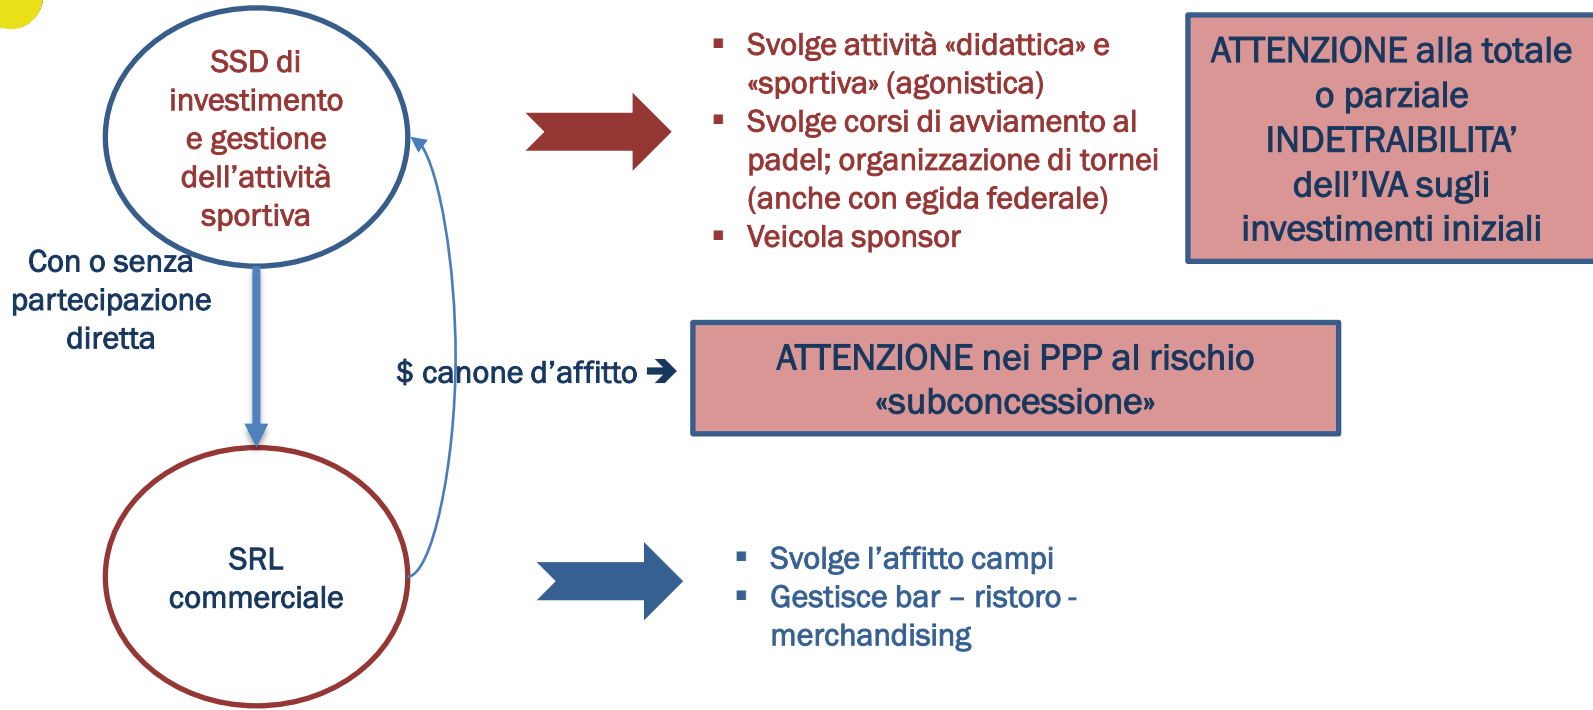 SSD di
investimento
e gestione
dell’attività
sportiva
▪ Svolge attività «didattica» e
«sportiva» (agonistica)
▪ Svolge corsi di avviamento al
padel; organizzazione di tornei
(anche con egida federale)
▪ Veicola sponsor
ATTENZIONE alla totale
o parziale
INDETRAIBILITA’
dell’IVA sugli
investimenti iniziali
Con o senza
partecipazione
diretta
$ canone d’affitto ➔
ATTENZIONE nei PPP al rischio
«subconcessione»
SRL
commerciale
▪ Svolge l’affitto campi
▪ Gestisce bar – ristoro -
merchandising